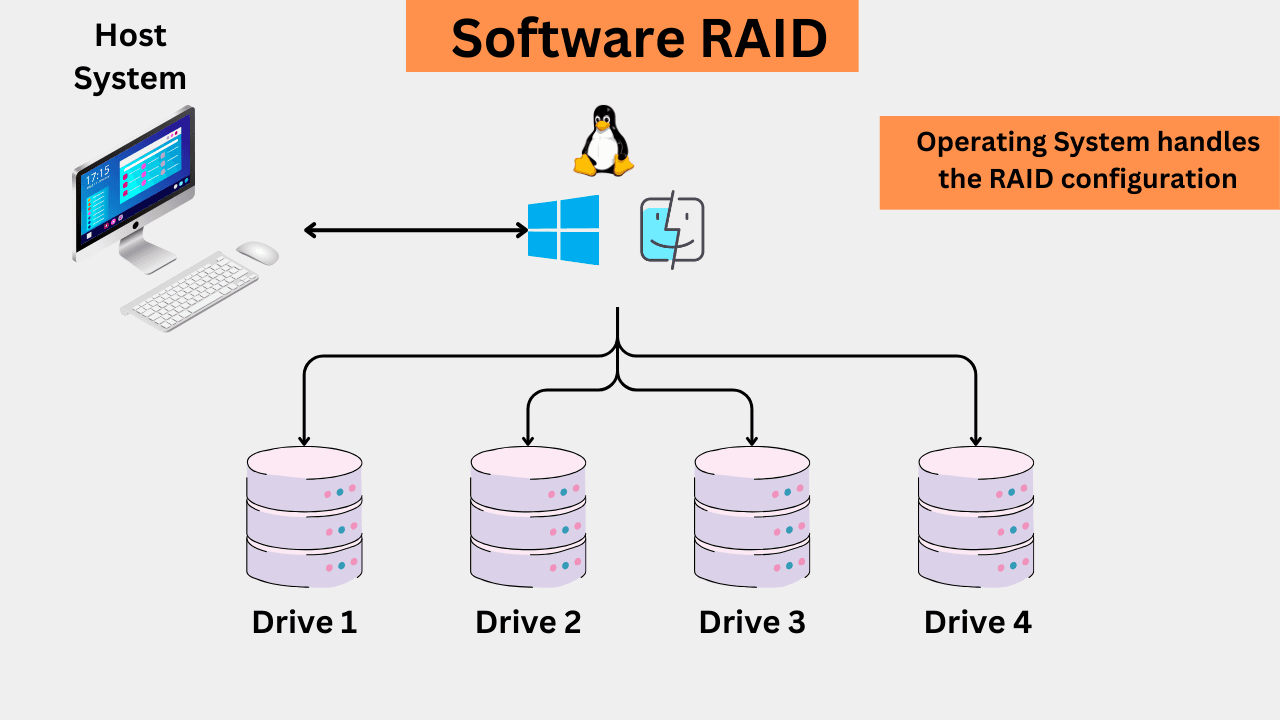 Host
System
Software RAID
Operating System handles
the RAID configuration
17:15
Drive 1
Drive 2
Drive 3
Drive 4